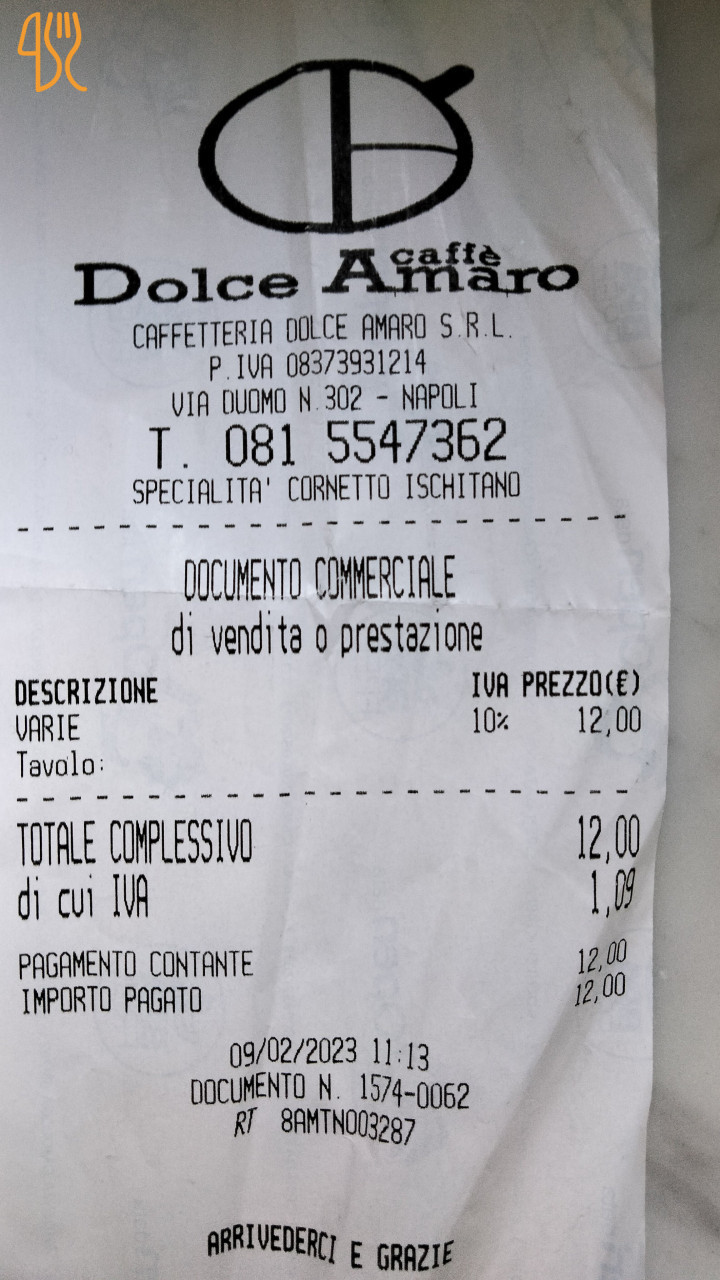 caffè
Dolce Amaro
CAFFETTERIA DOLCE AMARO S.R.L.
P.IVA 08373931214
VIA DUOMO N.302 - NAPOLI
T. 081 5547362
SPECIALITA' CORNETTO ISCHITANO
DOCUMENTO COMMERCIALE
di vendita o prestazione
DESCRIZIONE IVA PREZZO(€)
VARIE 10% 12,00
Tavolo:
TOTALE COMPLESSIVO 12,00
di cui IVA 1,09
PAGAMENTO CONTANTE 12,00
IMPORTO PAGATO 12,00
09/02/2023 11:13
DOCUMENTO N. 1574-0062
RT 8AMTN003287
ARRIVEDERCI E GRAZIE